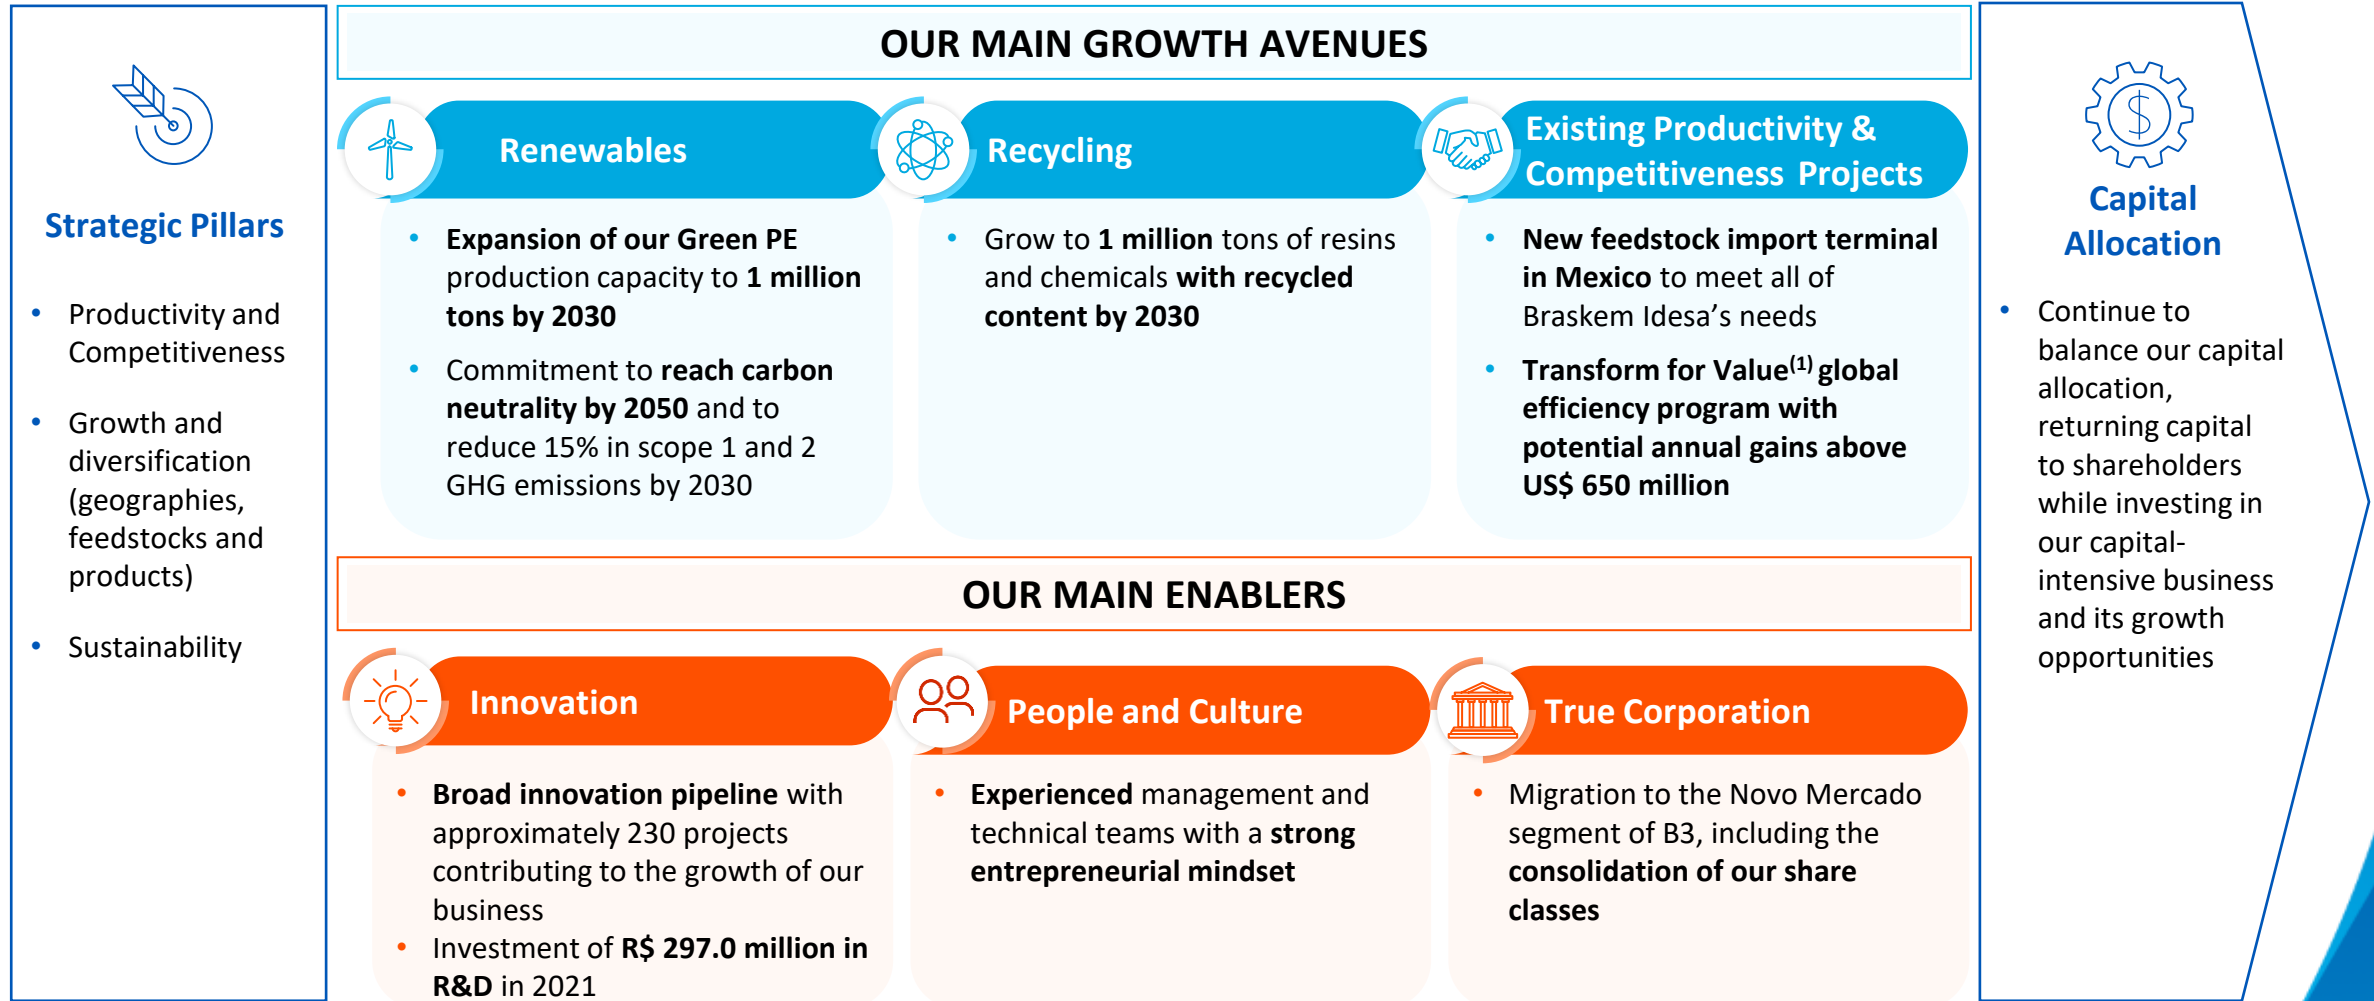 Strategic Pillars
• Productivity and
Competitiveness
• Growth and
diversification
(geographies,
feedstocks and
products)
• Sustainability
OUR MAIN GROWTH AVENUES
Renewables
• Expansion of our Green PE
production capacity to 1 million
tons by 2030
• Commitment to reach carbon
neutrality by 2050 and to
reduce 15% in scope 1 and 2
GHG emissions by 2030
Recycling
• Grow to 1 million tons of resins
and chemicals with recycled
content by 2030
Existing Productivity &
Competitiveness Projects
• New feedstock import terminal
in Mexico to meet all of
Braskem Idesa’s needs
• Transform for Value(1) global
efficiency program with
potential annual gains above
US$ 650 million
OUR MAIN ENABLERS
Innovation
• Broad innovation pipeline with
approximately 230 projects
contributing to the growth of our
business
• Investment of R$ 297.0 million in
R&D in 2021
People and Culture
• Experienced management and
technical teams with a strong
entrepreneurial mindset
True Corporation
• Migration to the Novo Mercado
segment of B3, including the
consolidation of our share
classes
$
Capital
Allocation
• Continue to
balance our capital
allocation,
returning capital
to shareholders
while investing in
our capital-
intensive business
and its growth
opportunities